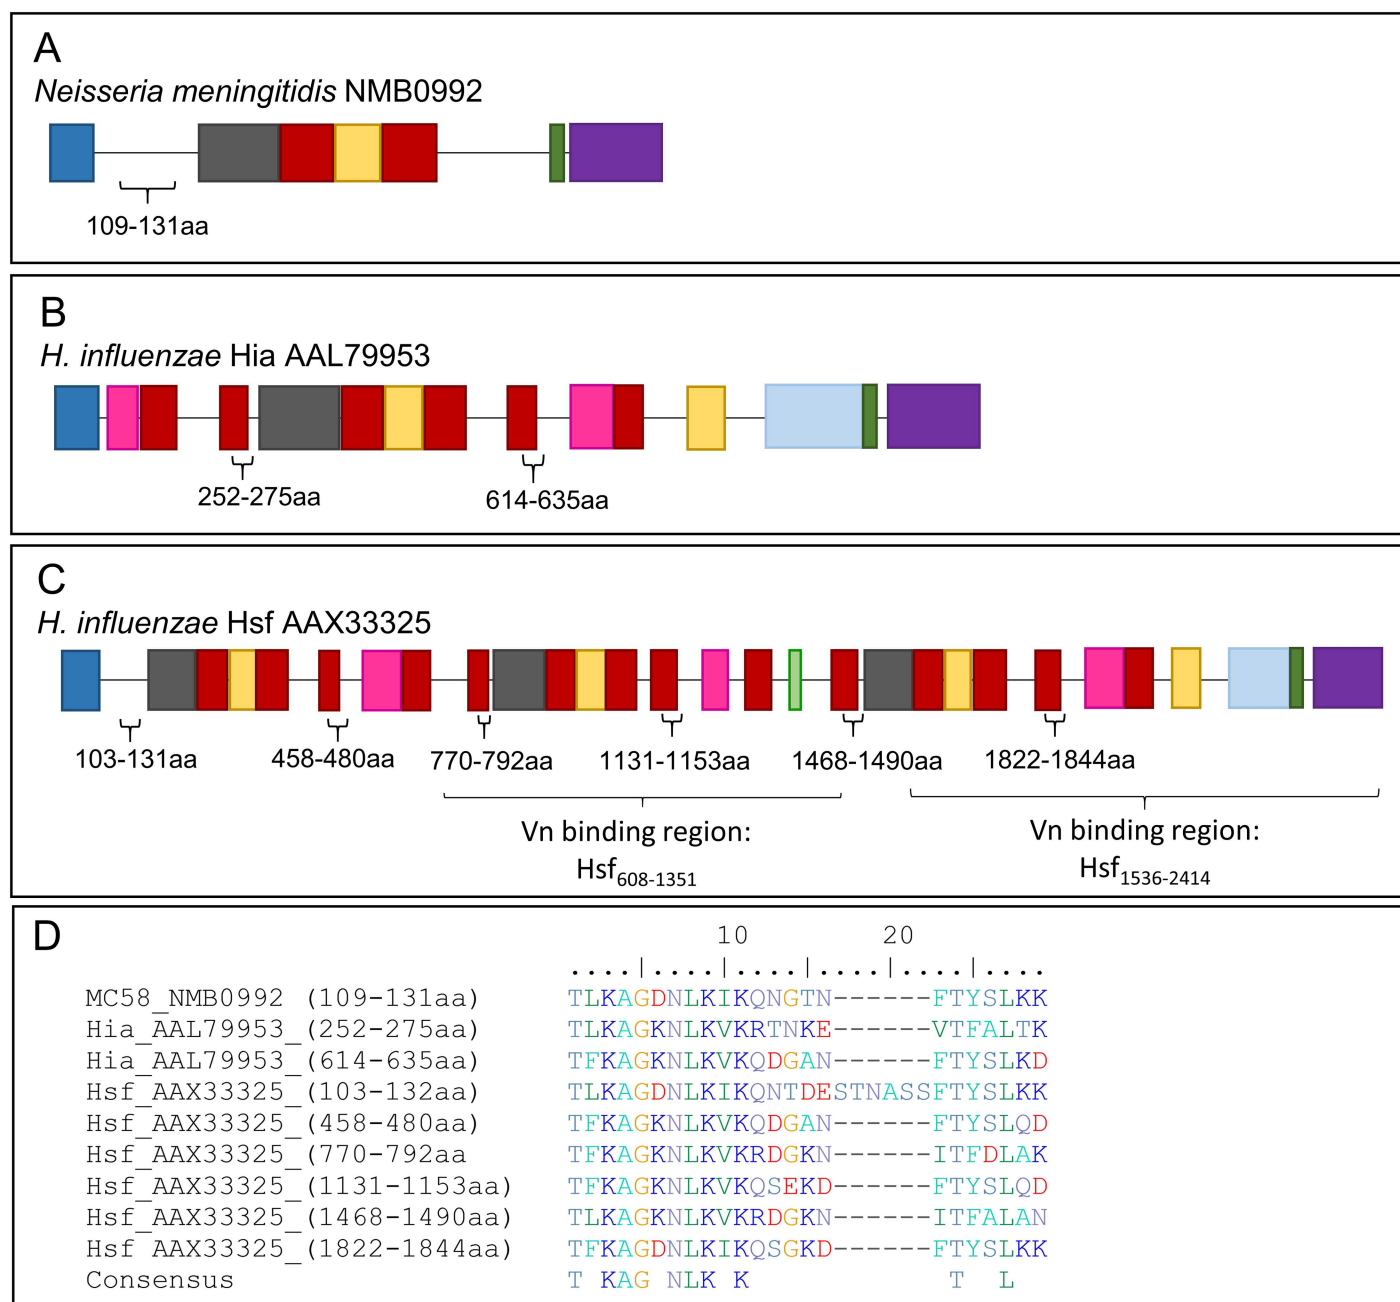 A
Neisseria meningitidis NMB0992
109-131aa
B
H. influenzae Hia AAL79953
252-275aa 614-635aa
C
H. influenzae Hsf AAX33325
103-131aa 458-480aa 770-792aa 1131-1153aa 1468-1490aa 1822-1844aa
Vn binding region: Vn binding region:
Hsf608-1351 Hsf1536-2414
D
10 20
MC58_NMB0992 (109-131aa) TLKAGDNLKIKQNGTN------FTYSLKK
Hia_AAL79953_(252-275aa) TLKAGKNLKVKRTNKE------VTFALTK
Hia_AAL79953_(614-635aa) TFKAGKNLKVKQDGAN------FTYSLKD
Hsf_AAX33325_(103-132aa) TLKAGDNLKIKQNTDESTNASSFTYSLKK
Hsf_AAX33325_(458-480aa) TFKAGKNLKVKQDGAN------FTYSLQD
Hsf_AAX33325_(770-792aa TFKAGKNLKVKRDGKN------ITFDLAK
Hsf_AAX33325_(1131-1153aa) TFKAGKNLKVKQSEKD------FTYSLQD
Hsf_AAX33325_(1468-1490aa) TLKAGKNLKVKRDGKN------ITFALAN
Hsf_AAX33325_(1822-1844aa) TFKAGDNLKIKQSGKD------FTYSLKK
Consensus T KAG NLK K T L